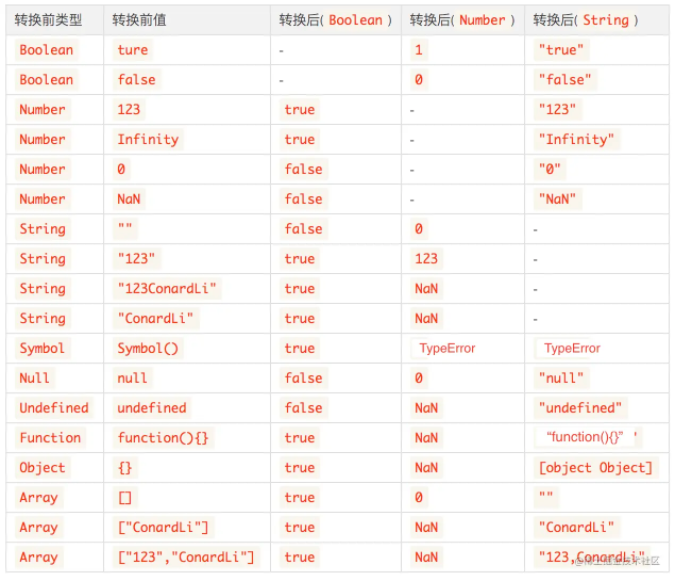 转换前类型 转换前值 转换后( Boolean ) 转换后( Number ) 转换后( String )
Boolean ture - 1 "true"
Boolean false - 0 "false"
Number 123 true - "123"
Number Infinity true - "Infinity"
Number 0 false - "0"
Number NaN false - "NaN"
String "" false 0 -
String "123" true 123 -
String "123ConardLi" true NaN -
String "ConardLi" true NaN -
Symbol Symbol() true TypeError TypeError
Null null false 0 "null"
Undefined undefined false NaN "undefined"
Function function(){} true NaN “function(){}” '
Object {} true NaN [object Object]
Array [] true 0 ""
Array ["ConardLi"] true NaN "ConardLi"
Array ["123","ConardLi"] true NaN "123,ConardLi"
@稀土掘金技术社区